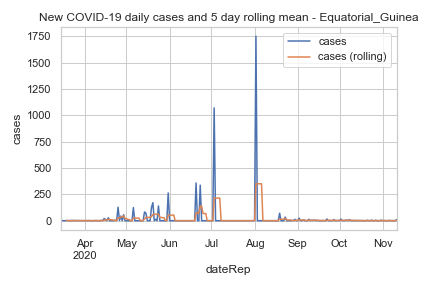 New COVID-19 daily cases and 5 day rolling mean - Equatorial_Guinea
cases
cases (rolling)
1750
1500
1250
1000
750
500
250
0
cases
Apr May Jun Jul Aug Sep Oct Nov
2020
dateRep